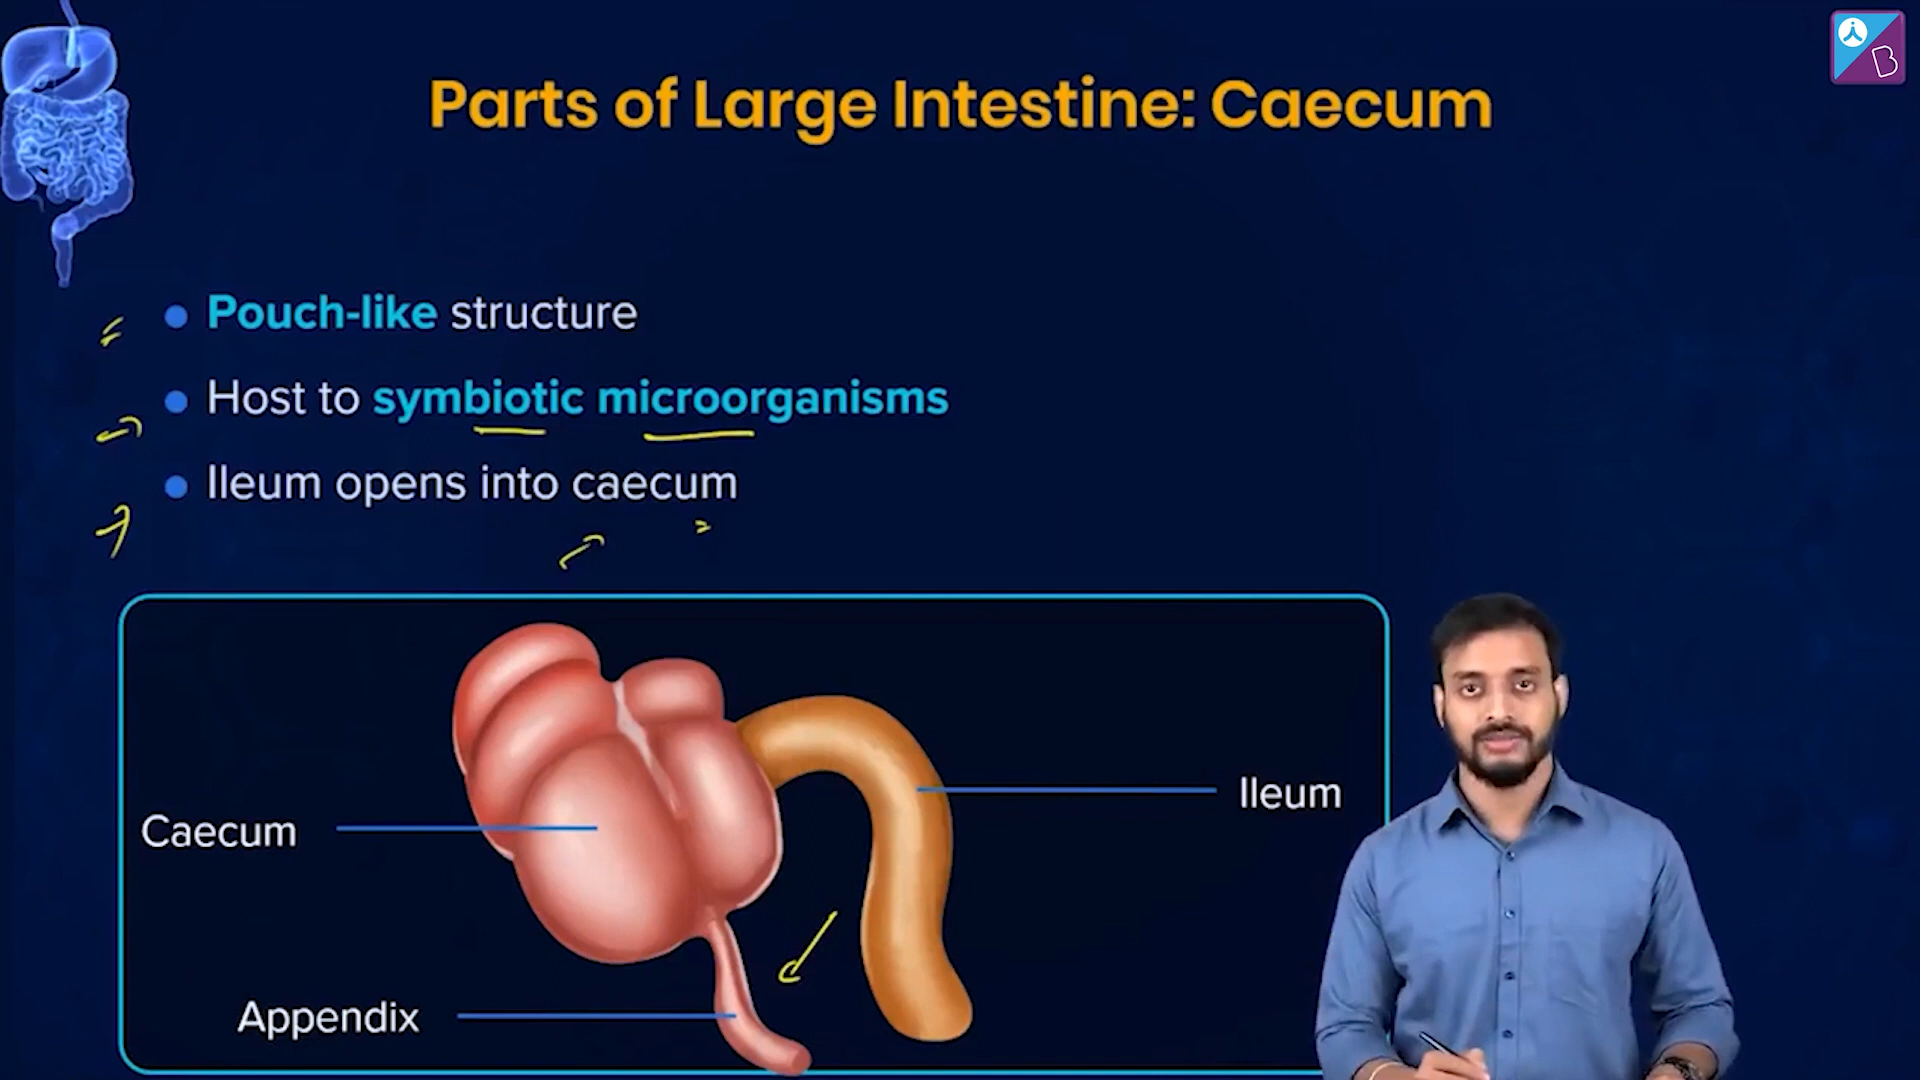 Parts of Large Intestine: Caecum
Pouch-like structure
Host to symbiotic microorganisms
Ileum opens into caecum
Ileum
Caecum
Appendix
B